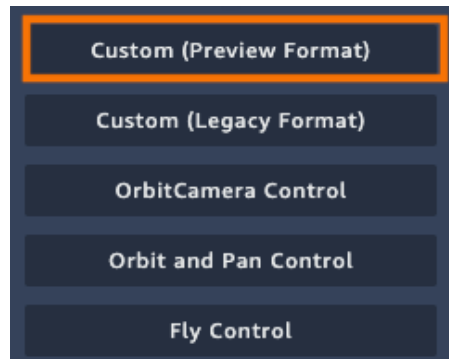 Custom (Preview Format)
Custom (Legacy Format)
OrbitCamera Control
Orbit and Pan Control
Fly Control